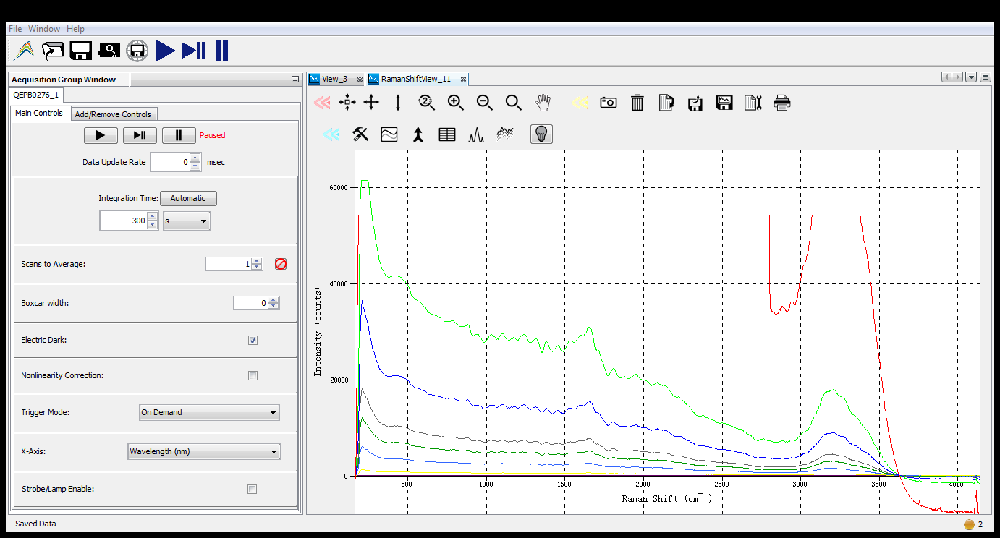 File Window Help
Acquisition Group Window
QEPB0276_1
Main Controls Add/Remove Controls
Paused
Data Update Rate 0 msec
Integration Time: Automatic
300 s
Scans to Average: 1
Boxcar width: 0
Electric Dark:
Nonlinearity Correction:
Trigger Mode: On Demand
X-Axis: Wavelength (nm)
Strobe/Lamp Enable:
Saved Data
View_3 RamanShiftView_11
2
60000
40000
20000
0
Intensity (counts)
500 1000 1500 2000 2500 3000 3500 4000
Raman Shift (cm⁻')
2